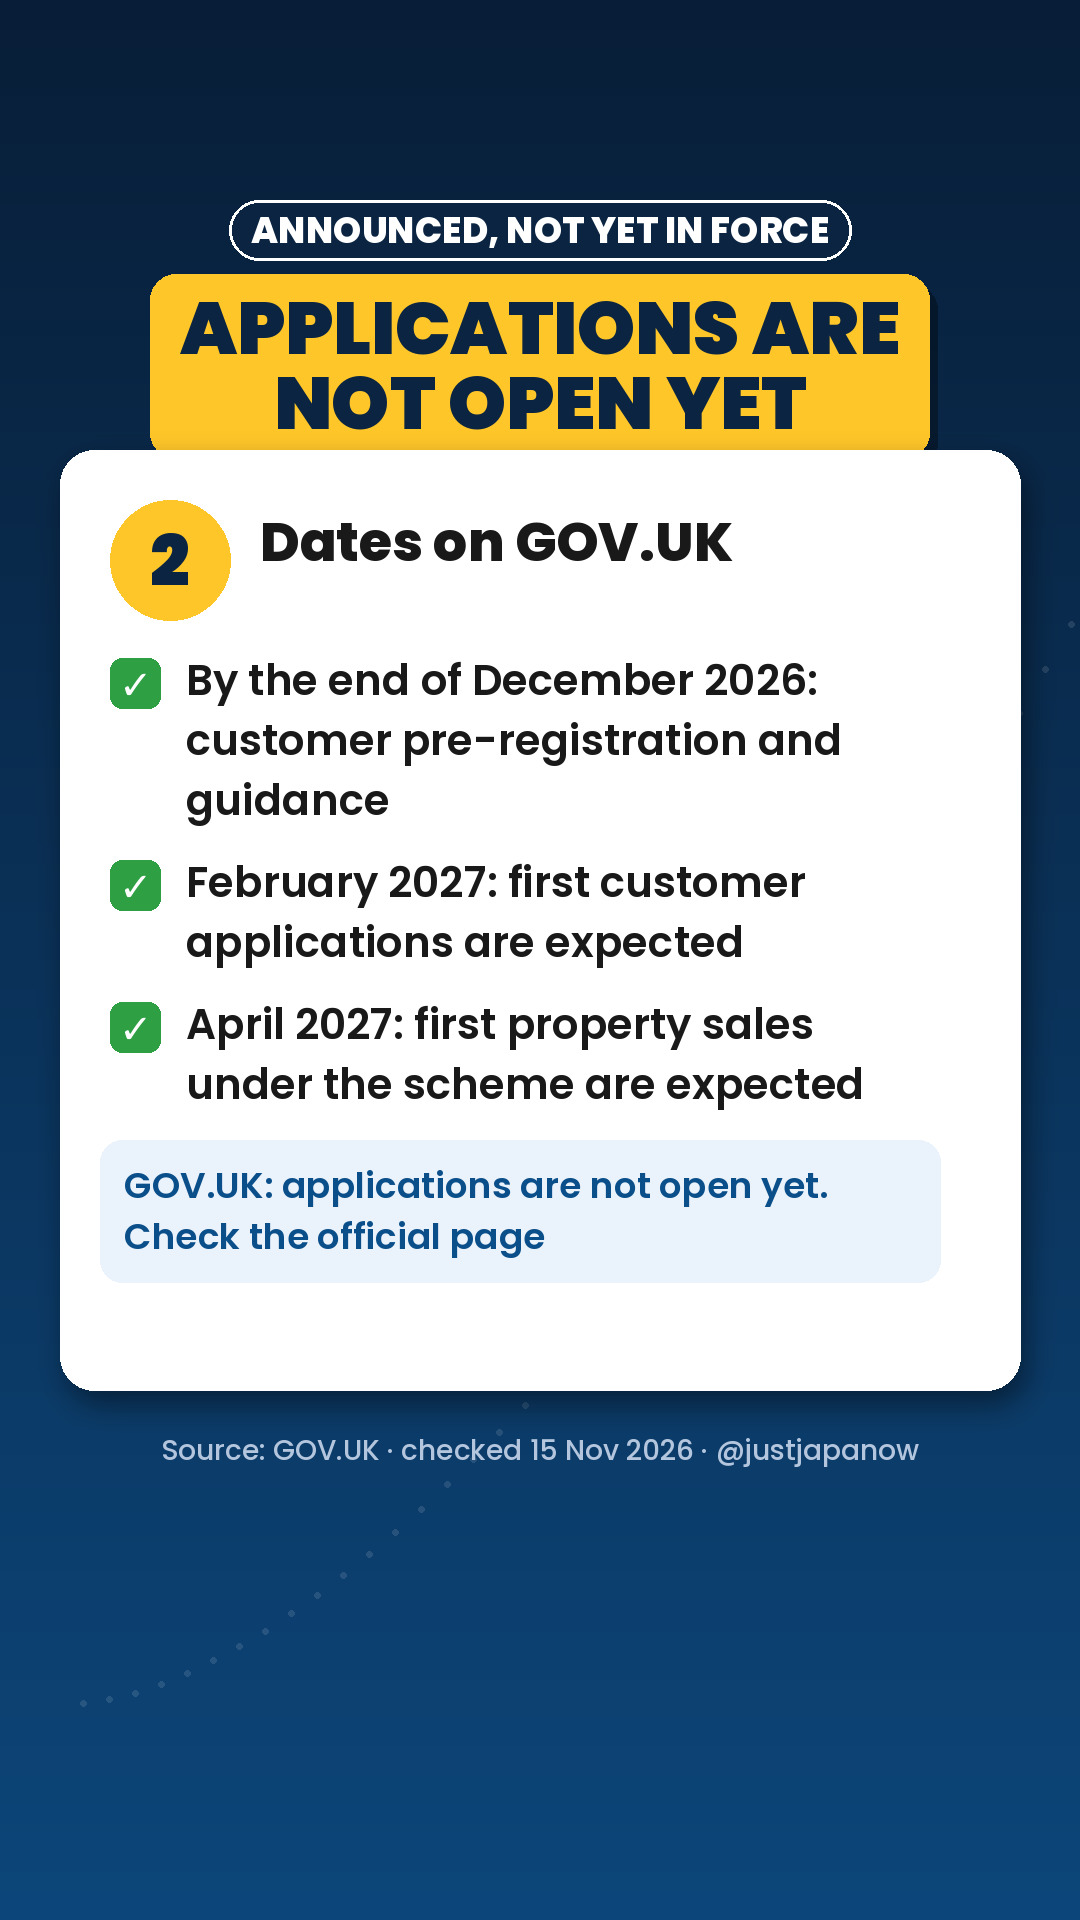 ANNOUNCED, NOT YET IN FORCE
APPLICATIONS ARE
NOT OPEN YET
2
Dates on GOV.UK
✓ By the end of December 2026:
customer pre-registration and
guidance
✓ February 2027: first customer
applications are expected
✓ April 2027: first property sales
under the scheme are expected
GOV.UK: applications are not open yet.
Check the official page
Source: GOV.UK · checked 15 Nov 2026 · @justjapanow